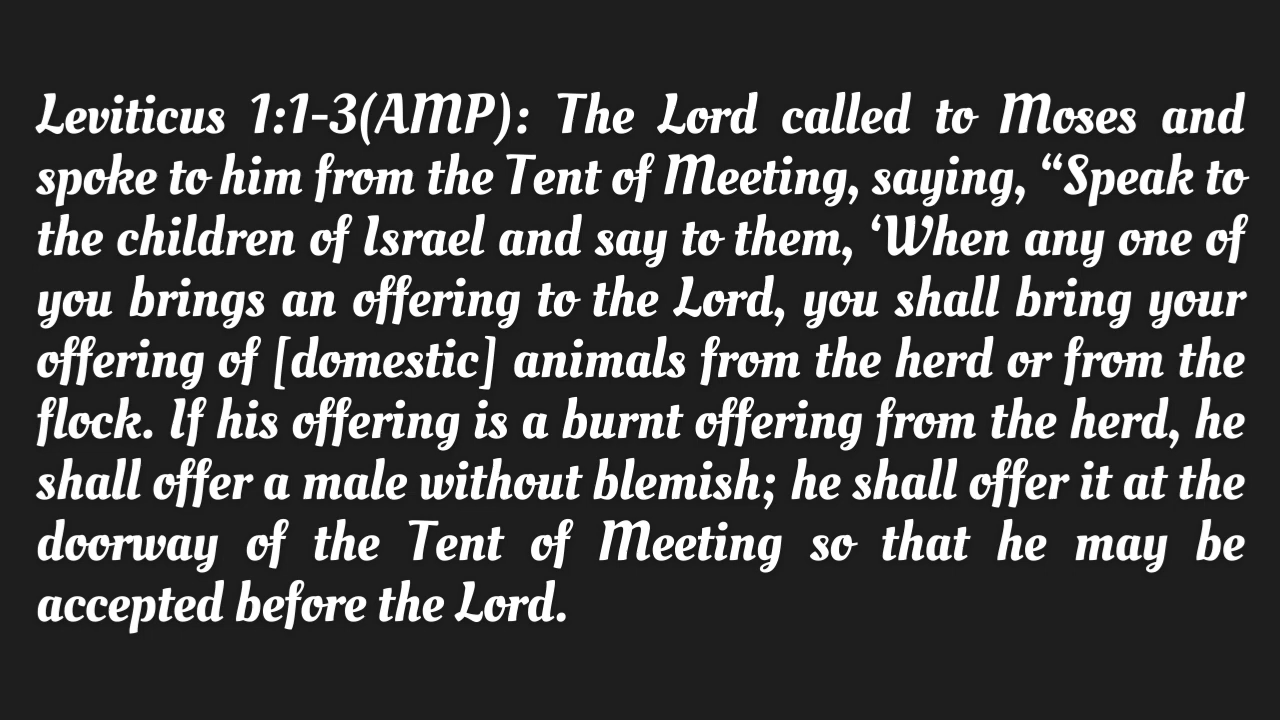 Leviticus 1:1-3(AMP): The Lord called to Moses and
spoke to him from the Tent of Meeting, saying, “Speak to
the children of Israel and say to them, ‘When any one of
you brings an offering to the Lord, you shall bring your
offering of [domestic] animals from the herd or from the
flock. If his offering is a burnt offering from the herd, he
shall offer a male without blemish; he shall offer it at the
doorway of the Tent of Meeting so that he may be
accepted before the Lord.